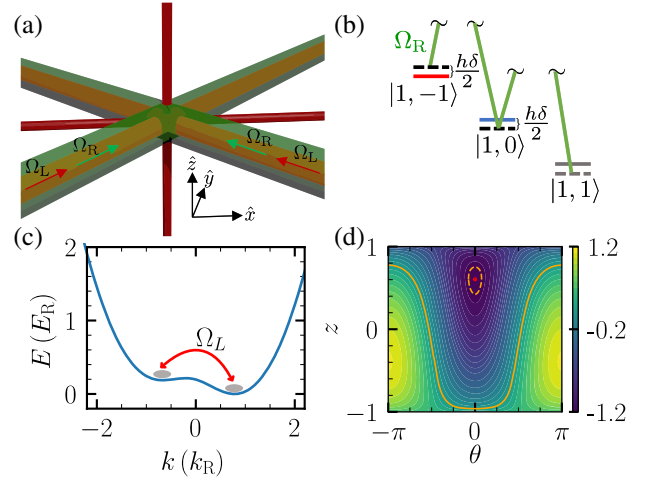 (a)
Ω_L
Ω_R
Ω_R
Ω_L
ẑ
ŷ
x̂
(b)
Ω_R
∼ ∼ ∼ ∼
|1, -1⟩
} hδ/2
|1, 0⟩
} hδ/2
|1, 1⟩
(c)
2
1
0
E (E_R)
Ω_L
−2 0 2
k (k_R)
(d)
1
0
−1
z
−π 0 π
θ
1.2
-0.2
-1.2